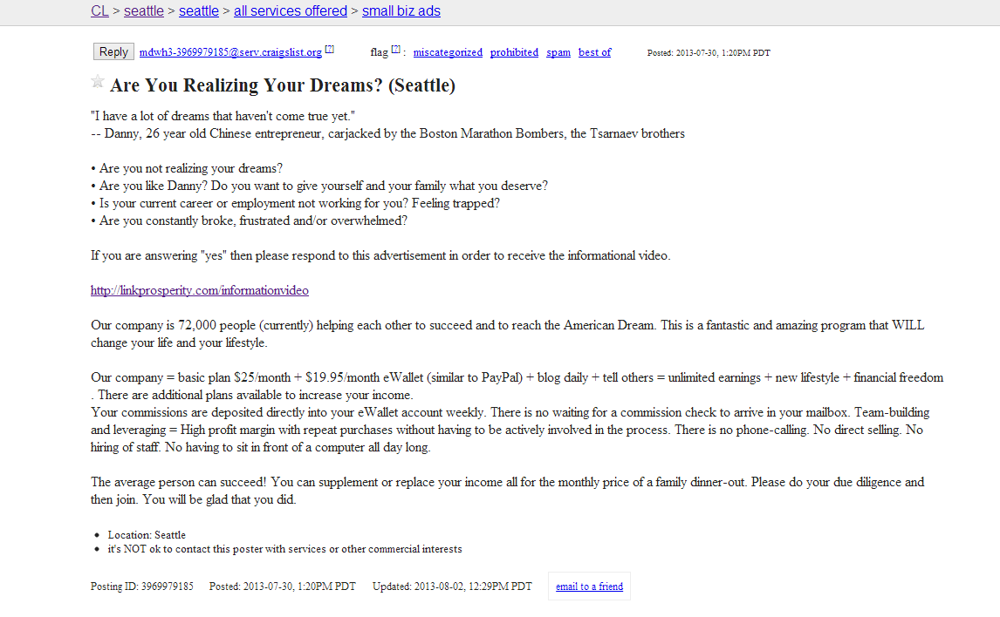 CL > seattle > seattle > all services offered > small biz ads
Reply mdwh3-3969979185@serv.craigslist.org [?] flag [?] : miscategorized prohibited spam best of Posted: 2013-07-30, 1:20PM PDT
Are You Realizing Your Dreams? (Seattle)
"I have a lot of dreams that haven't come true yet."
-- Danny, 26 year old Chinese entrepreneur, carjacked by the Boston Marathon Bombers, the Tsarnaev brothers
• Are you not realizing your dreams?
• Are you like Danny? Do you want to give yourself and your family what you deserve?
• Is your current career or employment not working for you? Feeling trapped?
• Are you constantly broke, frustrated and/or overwhelmed?
If you are answering "yes" then please respond to this advertisement in order to receive the informational video.
http://linkprosperity.com/informationvideo
Our company is 72,000 people (currently) helping each other to succeed and to reach the American Dream. This is a fantastic and amazing program that WILL
change your life and your lifestyle.
Our company = basic plan $25/month + $19.95/month eWallet (similar to PayPal) + blog daily + tell others = unlimited earnings + new lifestyle + financial freedom
. There are additional plans available to increase your income.
Your commissions are deposited directly into your eWallet account weekly. There is no waiting for a commission check to arrive in your mailbox. Team-building
and leveraging = High profit margin with repeat purchases without having to be actively involved in the process. There is no phone-calling. No direct selling. No
hiring of staff. No having to sit in front of a computer all day long.
The average person can succeed! You can supplement or replace your income all for the monthly price of a family dinner-out. Please do your due diligence and
then join. You will be glad that you did.
• Location: Seattle
• it's NOT ok to contact this poster with services or other commercial interests
Posting ID: 3969979185 Posted: 2013-07-30, 1:20PM PDT Updated: 2013-08-02, 12:29PM PDT email to a friend